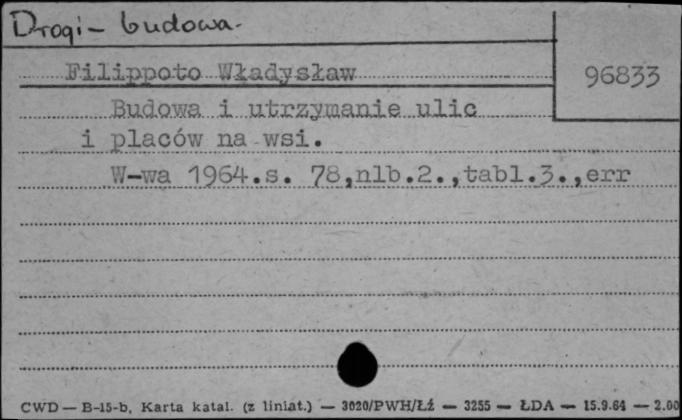 Drogi - budowa.
96833
Filippoto Władysław
Budowa i utrzymanie ulic
i placów na wsi.
W-wa 1964.s. 78,nlb.2.,tabl.3.,err
CWD — B-15-b, Karta katal. (z liniat.) — 3020/PWH/Łź — 3255 — ŁDA — 15.9.64 — 2.00